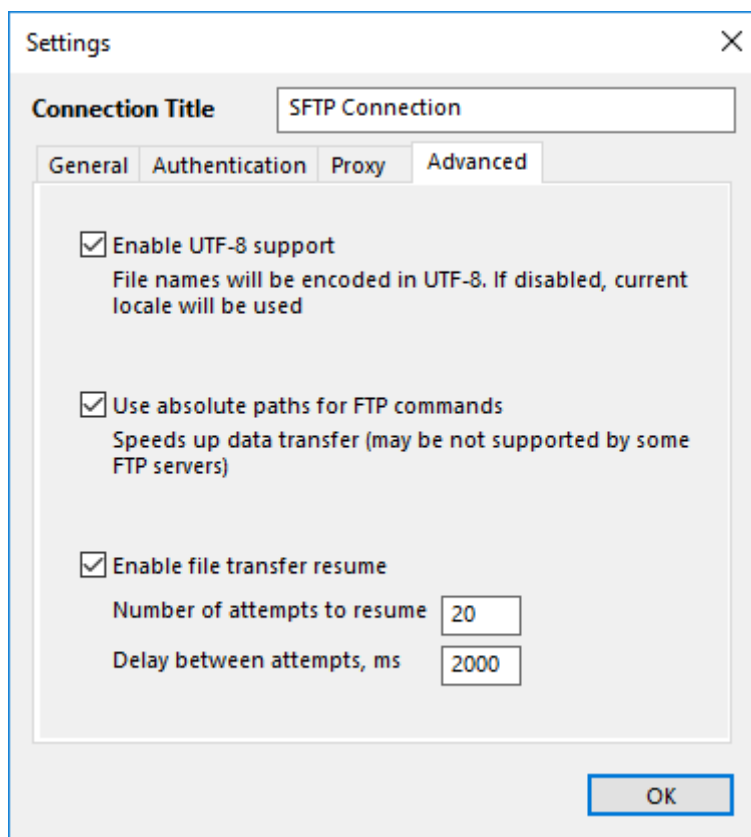 Settings
Connection Title SFTP Connection
General Authentication Proxy Advanced
Enable UTF-8 support
File names will be encoded in UTF-8. If disabled, current
locale will be used
Use absolute paths for FTP commands
Speeds up data transfer (may be not supported by some
FTP servers)
Enable file transfer resume
Number of attempts to resume 20
Delay between attempts, ms 2000
OK